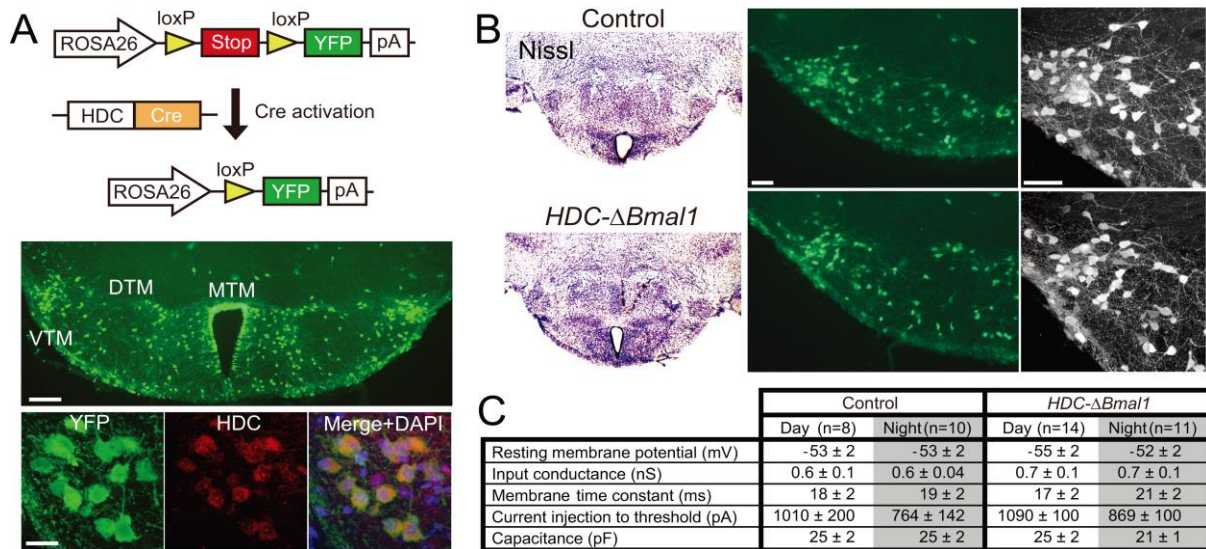 A
loxP loxP
ROSA26 Stop YFP pA
HDC Cre Cre activation
loxP
ROSA26 YFP pA
DTM MTM
VTM
YFP HDC Merge+DAPI
B
Control
Nissl
HDC-ΔBmal1
C
Control HDC-ΔBmal1
Day (n=8) Night(n=10) Day (n=14) Night(n=11)
Resting membrane potential (mV) -53 ± 2 -53 ± 2 -55 ± 2 -52 ± 2
Input conductance (nS) 0.6 ± 0.1 0.6 ± 0.04 0.7 ± 0.1 0.7 ± 0.1
Membrane time constant (ms) 18 ± 2 19 ± 2 17 ± 2 21 ± 2
Current injection to threshold (pA) 1010 ± 200 764 ± 142 1090 ± 100 869 ± 100
Capacitance (pF) 25 ± 2 25 ± 2 25 ± 2 21 ± 1